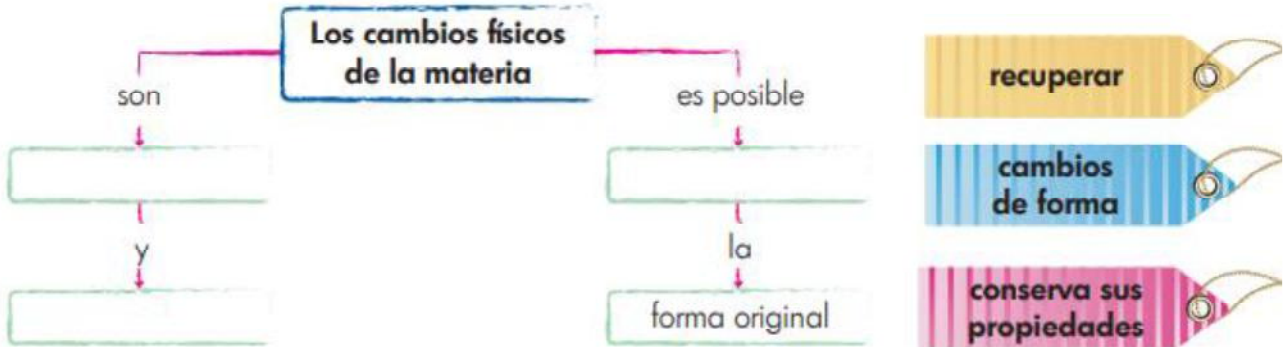 Los cambios físicos
de la materia
son
es posible
y
la
forma original
recuperar
cambios
de forma
conserva sus
propiedades